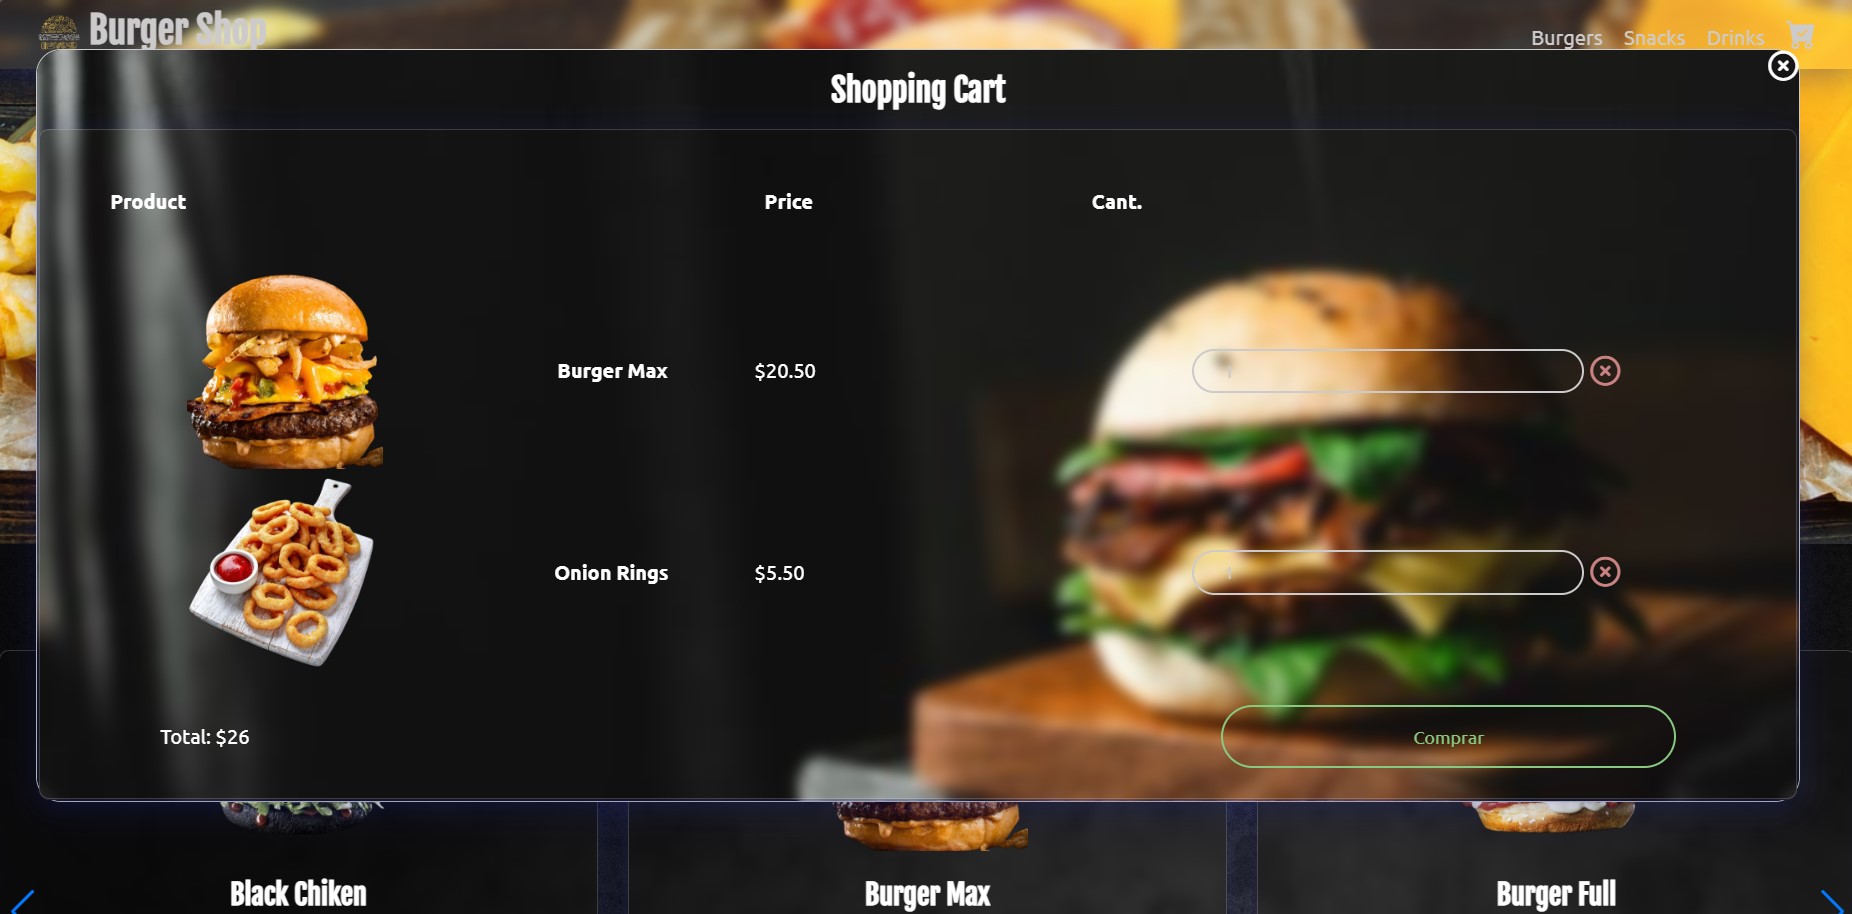 Burger Shop
Burgers Snacks Drinks
Shopping Cart
Product Price Cant.
Burger Max $20.50 1
Onion Rings $5.50 1
Total: $26 Comprar
Black Chiken Burger Max Burger Full